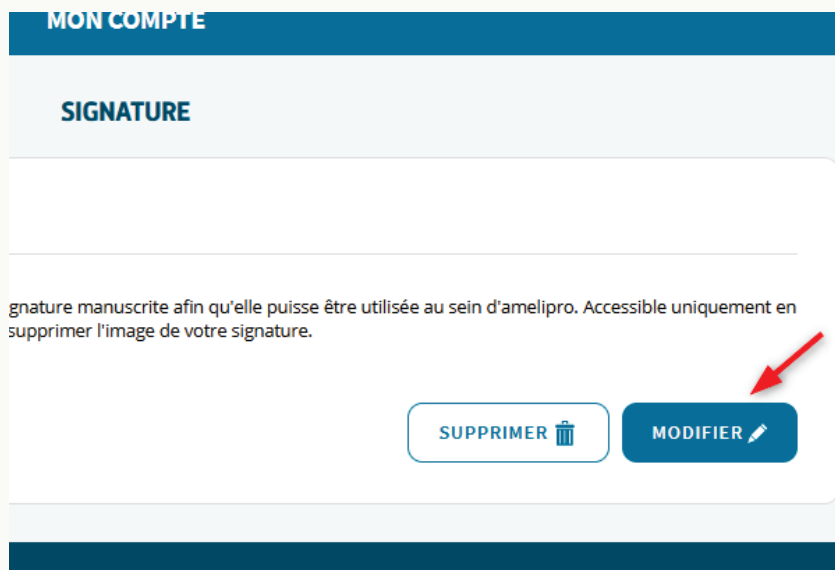 MON COMPTE
SIGNATURE
gnature manuscrite afin qu'elle puisse être utilisée au sein d'amelipro. Accessible uniquement en
supprimer l'image de votre signature.
SUPPRIMER MODIFIER